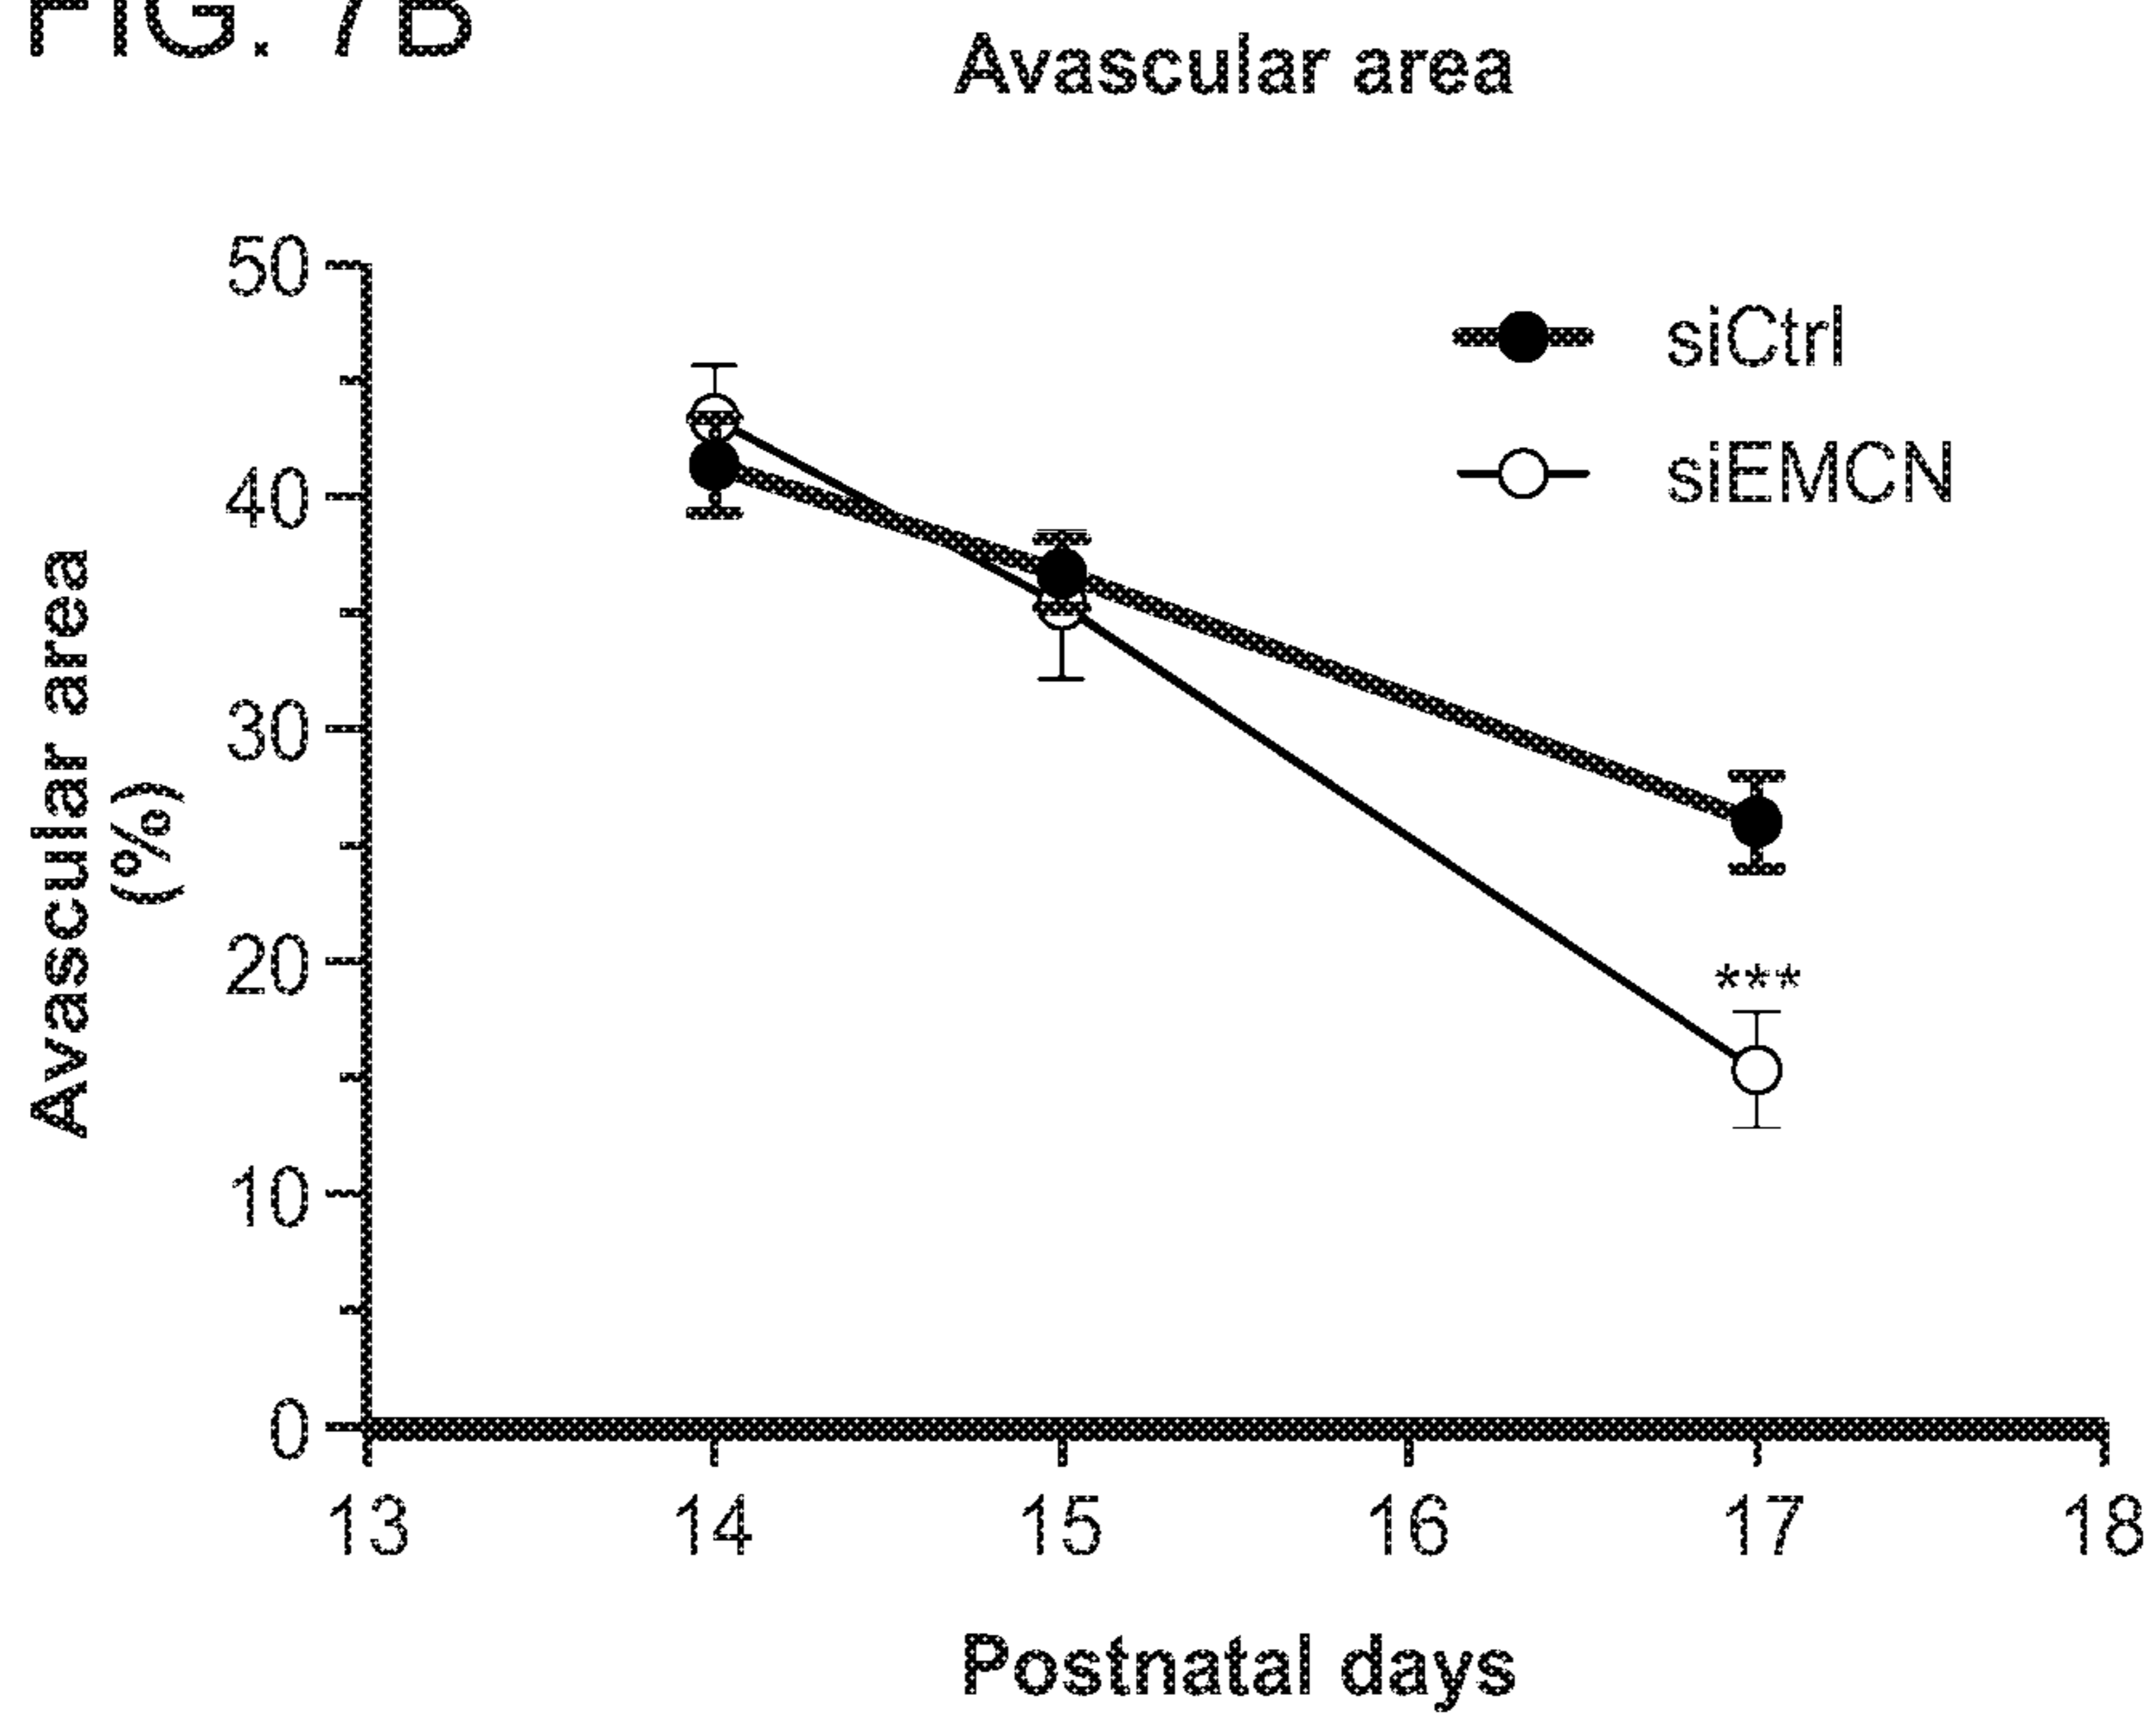 FIG. 7B
Avascular area
50
40
30
20
10
0
Avascular area
(%)
siCtrl
siEMCN
***
13 14 15 16 17 18
Postnatal days